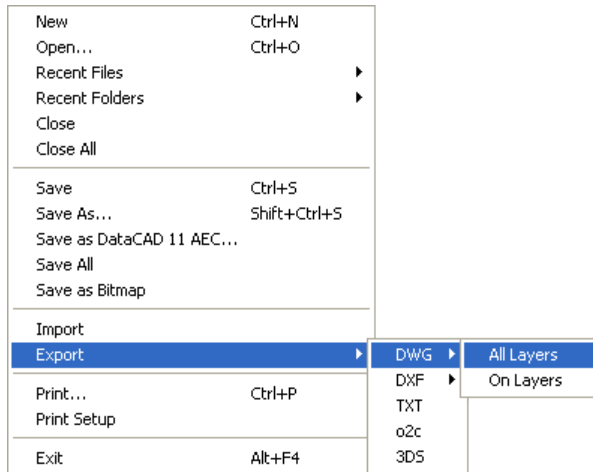 New Ctrl+N
Open... Ctrl+O
Recent Files
Recent Folders
Close
Close All
Save Ctrl+S
Save As... Shift+Ctrl+S
Save as DataCAD 11 AEC...
Save All
Save as Bitmap
Import
Export DWG All Layers
DXF On Layers
Print... Ctrl+P
TXT
Print Setup
o2c
Exit Alt+F4
3DS